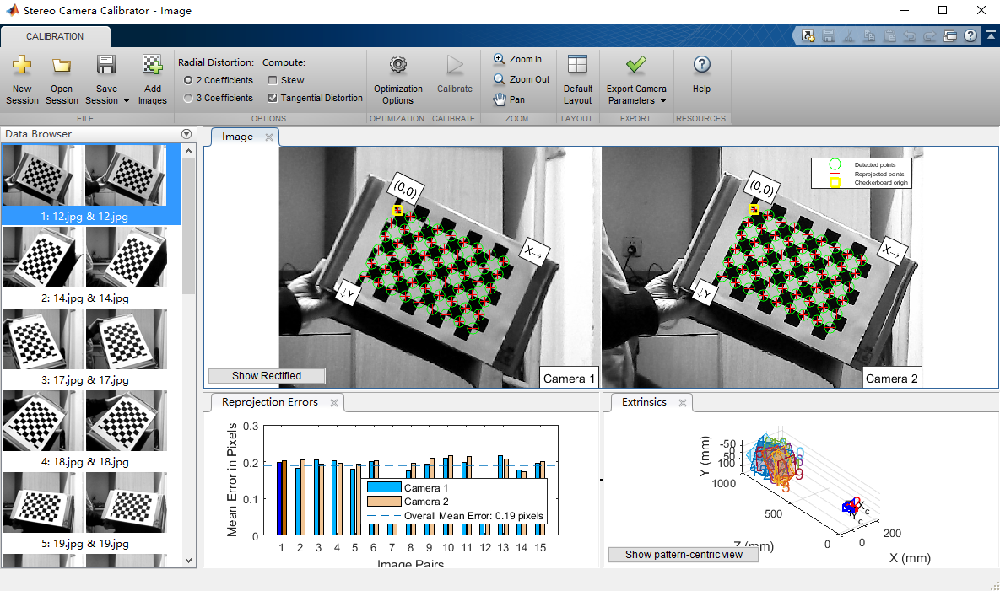 Stereo Camera Calibrator - Image
CALIBRATION
New Session
Open Session
Save Session
Add Images
FILE
Radial Distortion:
2 Coefficients
3 Coefficients
Compute:
Skew
Tangential Distortion
OPTIONS
Optimization Options
OPTIMIZATION
Calibrate
CALIBRATE
Zoom In
Zoom Out
Pan
ZOOM
Default Layout
LAYOUT
Export Camera Parameters
EXPORT
Help
RESOURCES
Data Browser
1: 12.jpg & 12.jpg
2: 14.jpg & 14.jpg
3: 17.jpg & 17.jpg
4: 18.jpg & 18.jpg
5: 19.jpg & 19.jpg
Image
(0,0)
X→
↓Y
Show Rectified
Camera 1
(0,0)
X→
↓Y
Detected points
Reprojected points
Checkerboard origin
Camera 2
Reprojection Errors
Mean Error in Pixels
0.3
0.2
0.1
0
Camera 1
Camera 2
Overall Mean Error: 0.19 pixels
1 2 3 4 5 6 7 8 9 10 11 12 13 14 15
Image Pairs
Extrinsics
Y (mm)
-50
0
50
100
1000
500
0
Z (mm)
0
200
X (mm)
Xc
Yc
Show pattern-centric view